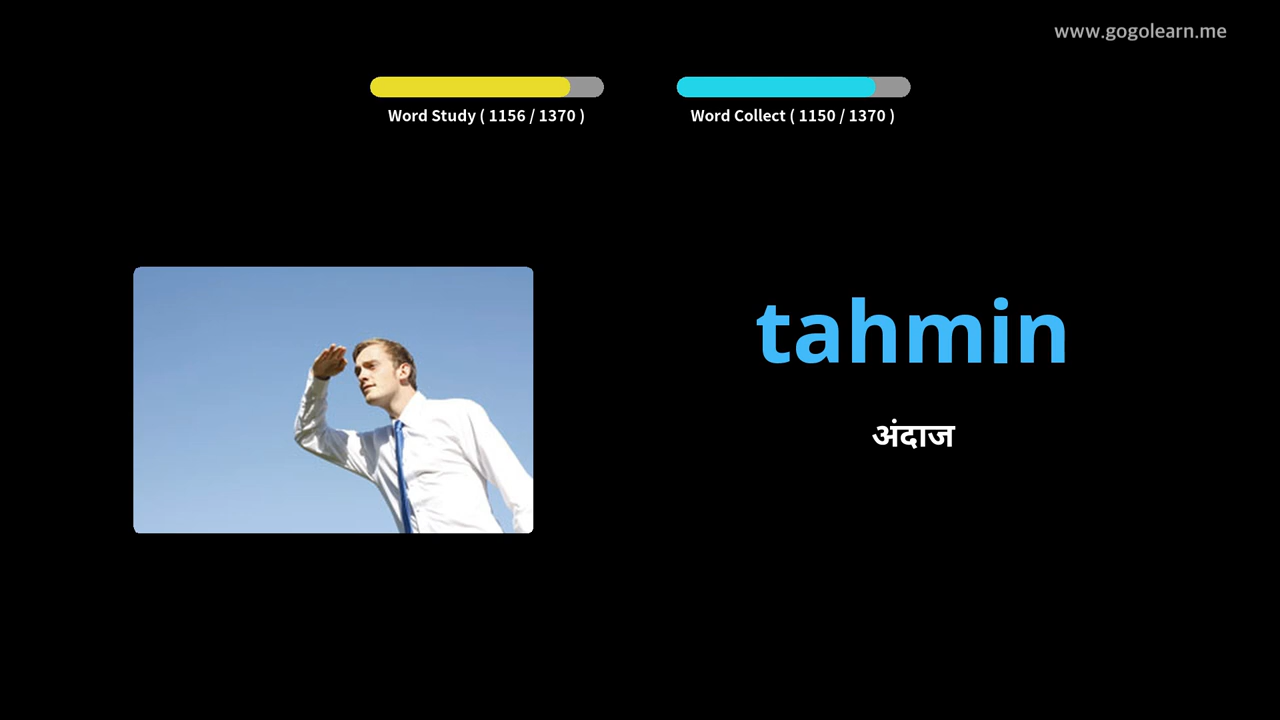 www.gogolearn.me
Word Study ( 1156 / 1370 )
Word Collect ( 1150 / 1370 )
tahmin
अंदाज